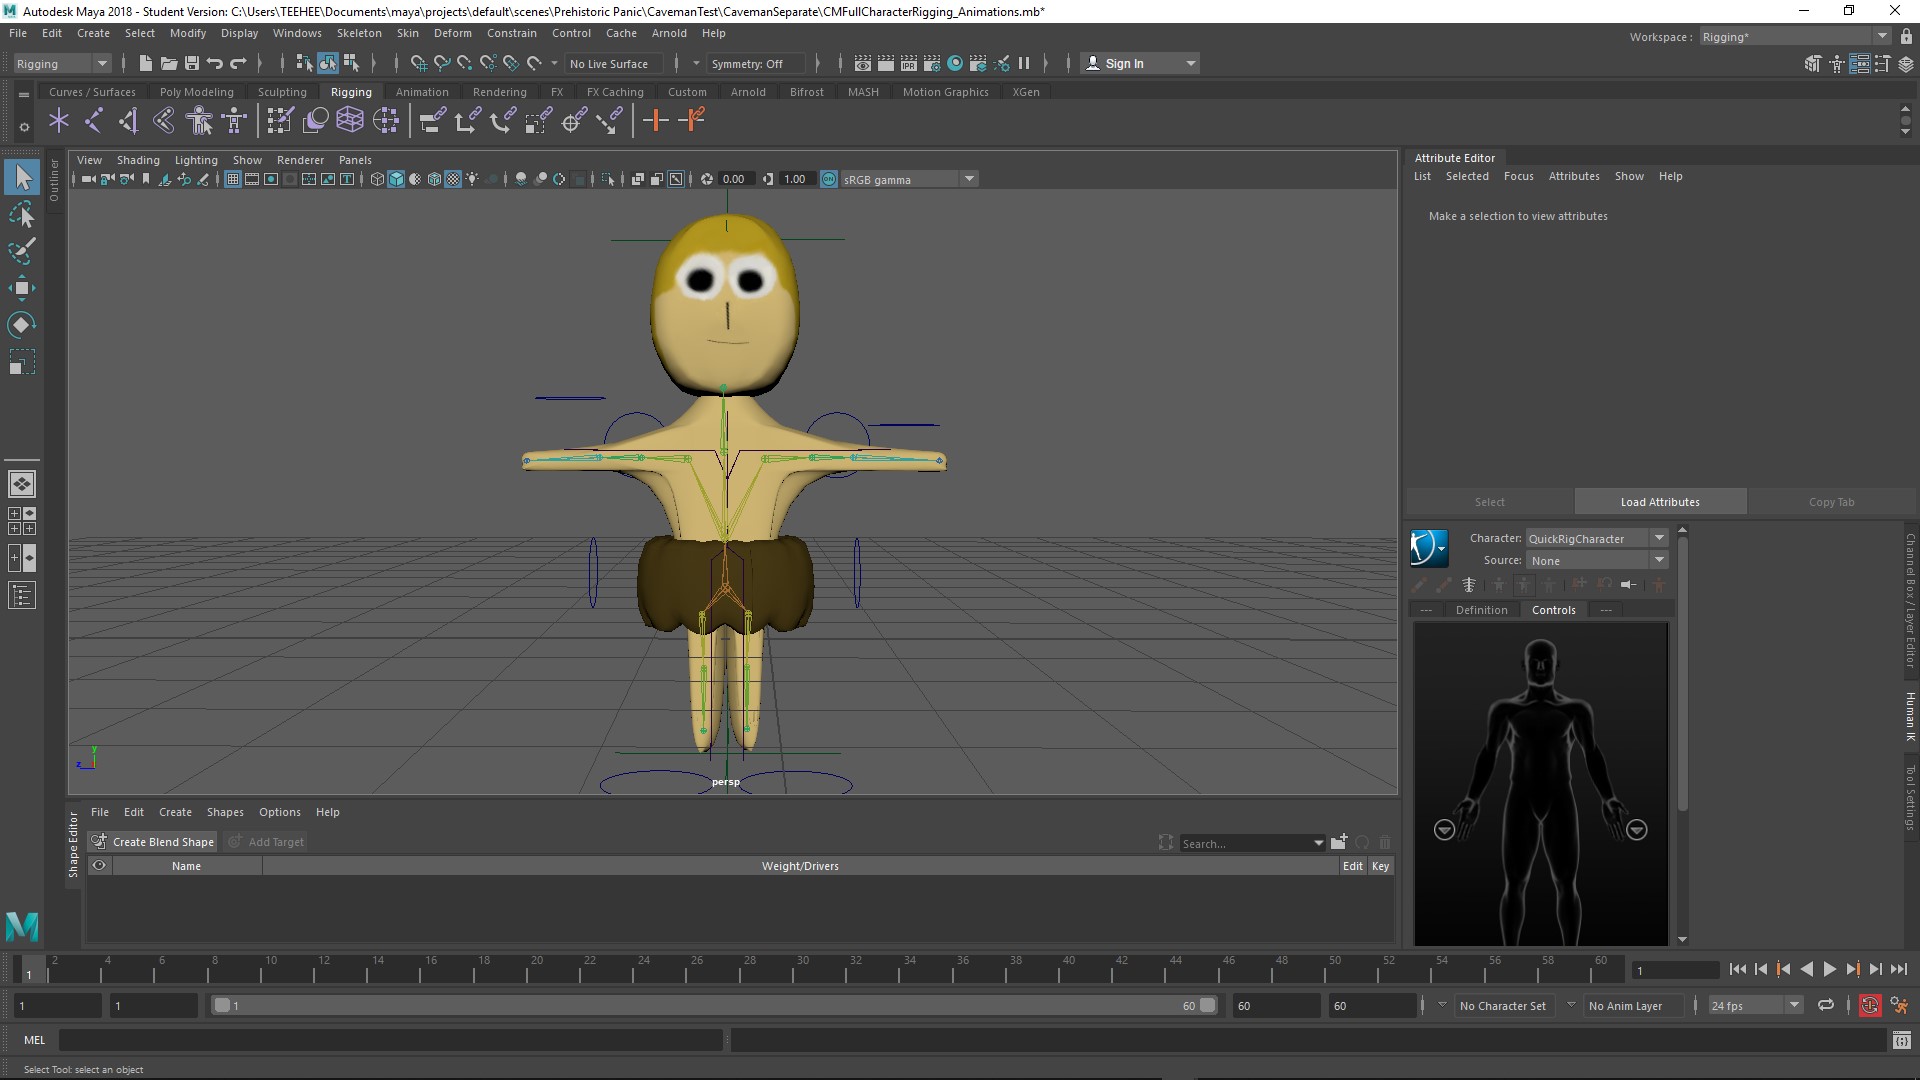 Autodesk Maya 2018 - Student Version: C:\Users\TEEHEE\Documents\maya\projects\default\scenes\Prehistoric Panic\CavemanTest\CavemanSeparate\CMFullCharacterRigging_Animations.mb*
File Edit Create Select Modify Display Windows Skeleton Skin Deform Constrain Control Cache Arnold Help
Workspace : Rigging*
Rigging No Live Surface Symmetry: Off IPR Sign In
Curves / Surfaces Poly Modeling Sculpting Rigging Animation Rendering FX FX Caching Custom Arnold Bifrost MASH Motion Graphics XGen
Outliner
View Shading Lighting Show Renderer Panels
0.00 1.00 ON sRGB gamma
Attribute Editor
List Selected Focus Attributes Show Help
Make a selection to view attributes
Select Load Attributes Copy Tab
Character: QuickRigCharacter
Source: None
--- Definition Controls ---
Channel Box / Layer Editor
Human IK
Tool Settings
y
z
persp
Shape Editor
File Edit Create Shapes Options Help
Create Blend Shape Add Target Search...
Name Weight/Drivers Edit Key
1 2 4 6 8 10 12 14 16 18 20 22 24 26 28 30 32 34 36 38 40 42 44 46 48 50 52 54 56 58 60 1
1 1 1 60 60 60 No Character Set No Anim Layer 24 fps
MEL
Select Tool: select an object